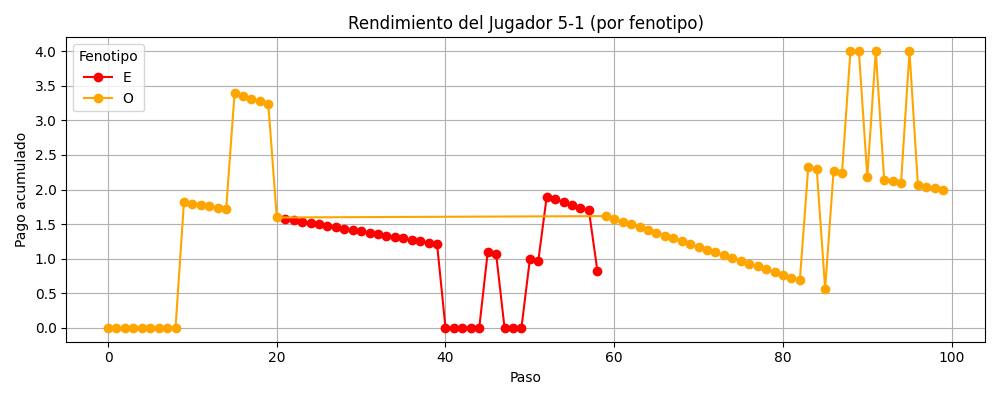 Rendimiento del Jugador 5-1 (por fenotipo)
Fenotipo
E
O
Pago acumulado
4.0
3.5
3.0
2.5
2.0
1.5
1.0
0.5
0.0
0 20 40 60 80 100
Paso